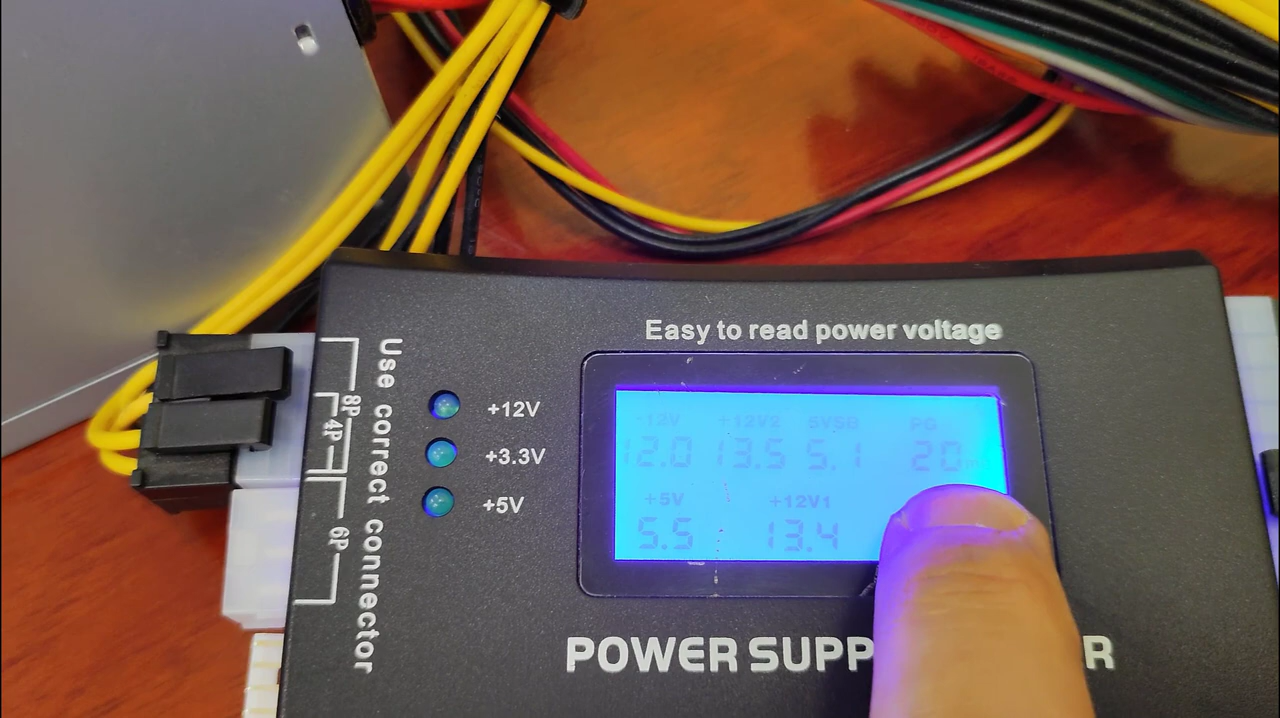 Easy to read power voltage
Use correct connector
8P
4P
6P
+12V
+3.3V
+5V
-12V +12V2 5VSB PG
12.0 13.5 5.1 20
+5V +12V1
5.5 13.4
POWER SUPP
R